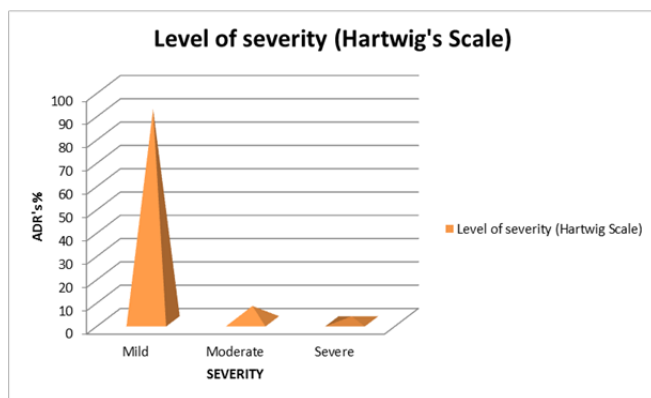 Level of severity (Hartwig's Scale)
100
90
80
70
60
50
40
30
20
10
0
ADR's %
Mild Moderate Severe
SEVERITY
Level of severity (Hartwig Scale)